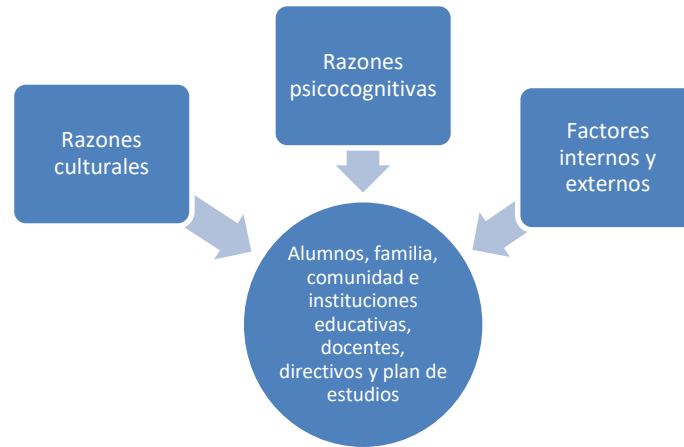 Razones
culturales
Razones
psicocognitivas
Factores
internos y
externos
Alumnos, familia,
comunidad e
instituciones
educativas,
docentes,
directivos y plan de
estudios